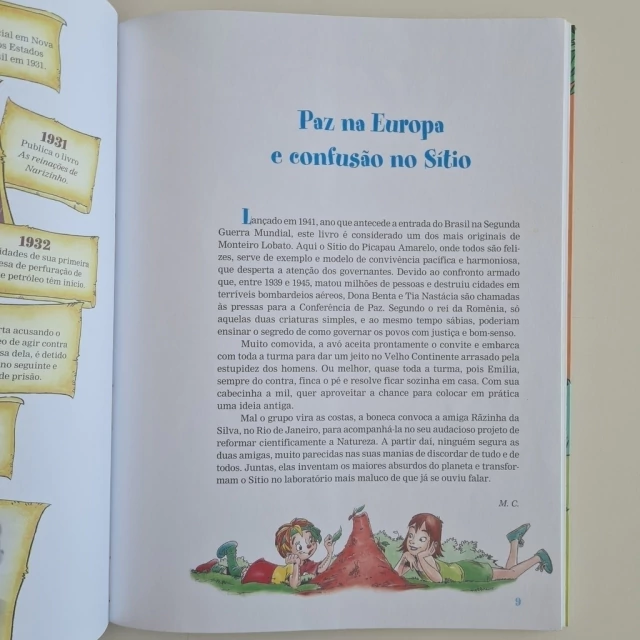 cial em Nova
os Estados
sil em 1931.
1931
Publica o livro
As reinações de
Narizinho.
1932
idades de sua primeira
esa de perfuração de
e petróleo têm início.
rta acusando o
o de agir contra
sa dela, é detido
no seguinte e
de prisão.
Paz na Europa
e confusão no Sítio
Lançado em 1941, ano que antecede a entrada do Brasil na Segunda
Guerra Mundial, este livro é considerado um dos mais originais de
Monteiro Lobato. Aqui o Sítio do Picapau Amarelo, onde todos são feli-
zes, serve de exemplo e modelo de convivência pacífica e harmoniosa,
que desperta a atenção dos governantes. Devido ao confronto armado
que, entre 1939 e 1945, matou milhões de pessoas e destruiu cidades em
terríveis bombardeios aéreos, Dona Benta e Tia Nastácia são chamadas
às pressas para a Conferência de Paz. Segundo o rei da Romênia, só
aquelas duas criaturas simples, e ao mesmo tempo sábias, poderiam
ensinar o segredo de como governar os povos com justiça e bom-senso.
Muito comovida, a avó aceita prontamente o convite e embarca
com toda a turma para dar um jeito no Velho Continente arrasado pela
estupidez dos homens. Ou melhor, quase toda a turma, pois Emília,
sempre do contra, finca o pé e resolve ficar sozinha em casa. Com sua
cabecinha a mil, quer aproveitar a chance para colocar em prática
uma ideia antiga.
Mal o grupo vira as costas, a boneca convoca a amiga Rãzinha da
Silva, no Rio de Janeiro, para acompanhá-la no seu audacioso projeto de
reformar cientificamente a Natureza. A partir daí, ninguém segura as
duas amigas, muito parecidas nas suas manias de discordar de tudo e de
todos. Juntas, elas inventam os maiores absurdos do planeta e transfor-
mam o Sítio no laboratório mais maluco de que já se ouviu falar.
M. C.
9